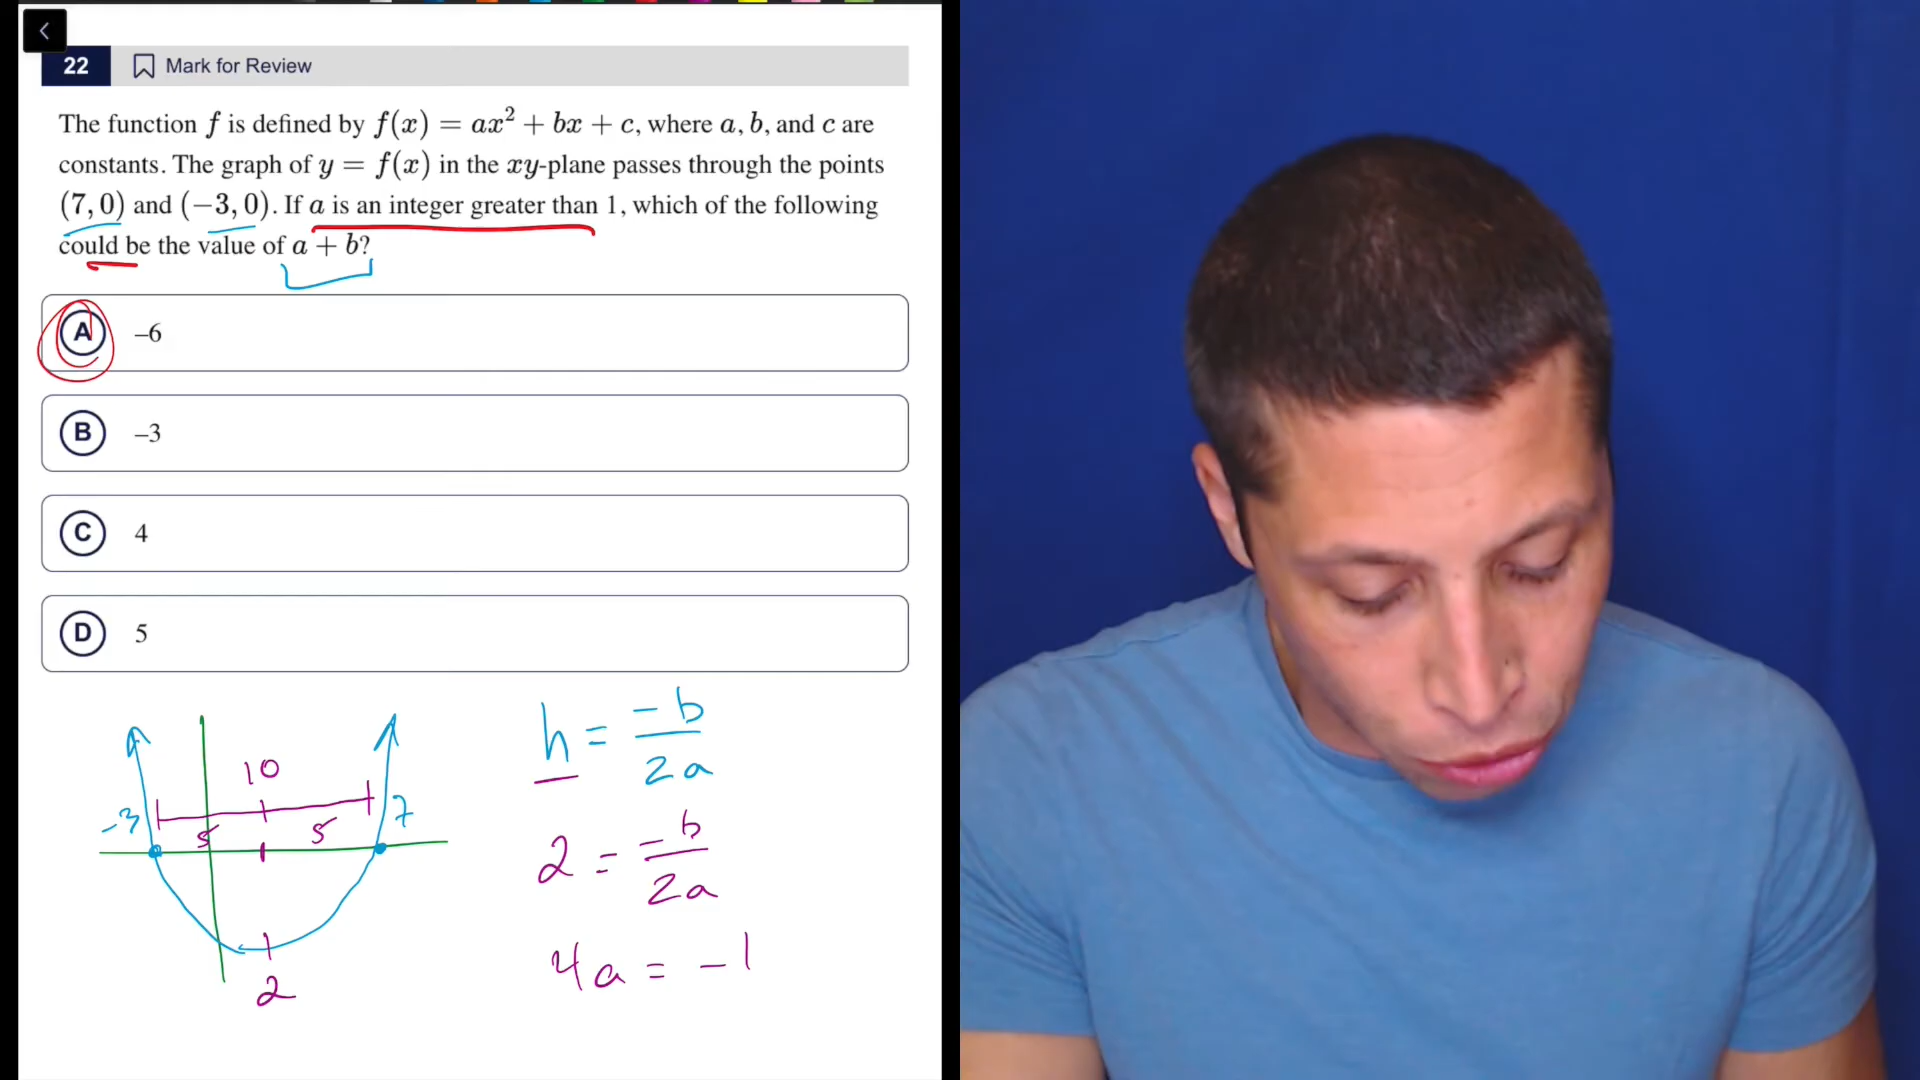 22 Mark for Review
The function f is defined by f(x) = ax² + bx + c, where a, b, and c are
constants. The graph of y = f(x) in the xy-plane passes through the points
(7, 0) and (−3, 0). If a is an integer greater than 1, which of the following
could be the value of a + b?
A –6
B –3
C 4
D 5
10
-3 5 5 7
2
h = -b/2a
2 = -b/2a
4a = -1